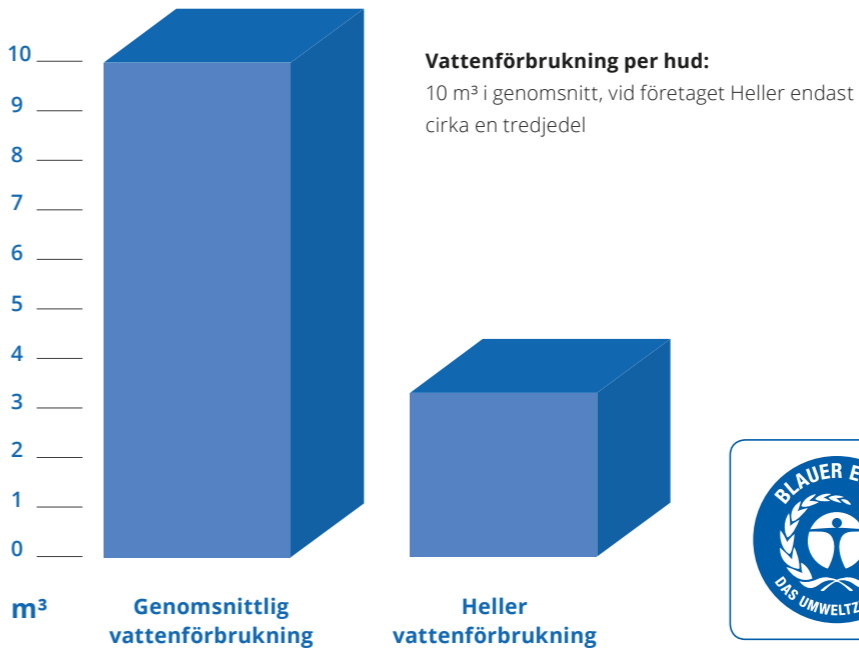 10
9
8
7
6
5
4
3
2
1
0
m³
Vattenförbrukning per hud:
10 m³ i genomsnitt, vid företaget Heller endast
cirka en tredjedel
Genomsnittlig
vattenförbrukning
Heller
vattenförbrukning
BLAUER E
DAS UMWELTZ